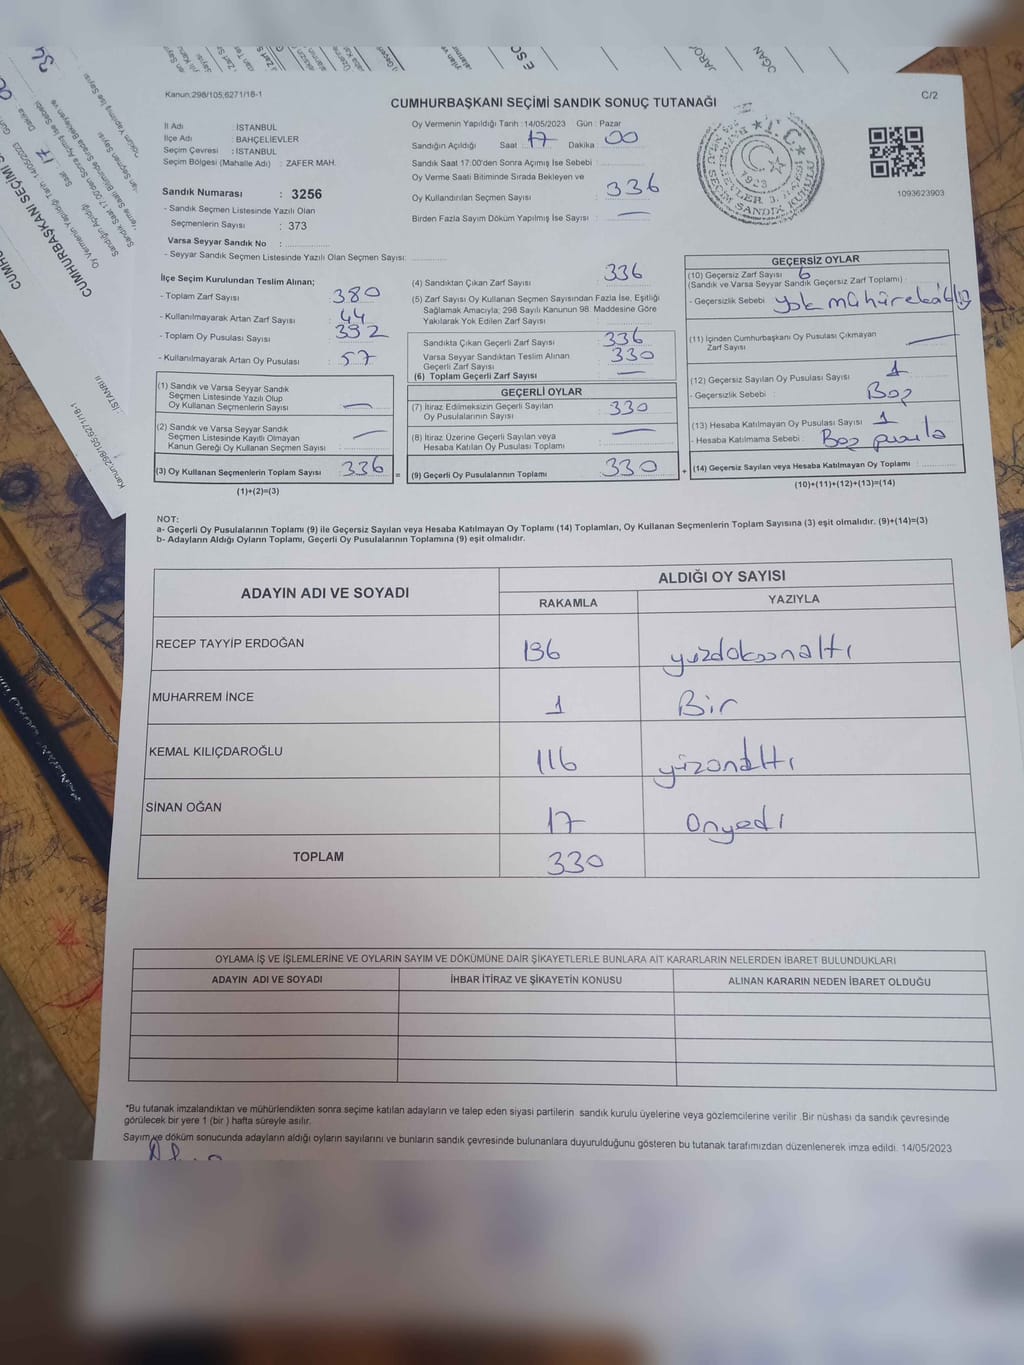 Kanun:298/105;6271/18-1
CUMHURBAŞKANI SEÇİMİ SANDIK SONUÇ TUTANAĞI
C/2
İl Adı : İSTANBUL
İlçe Adı : BAHÇELİEVLER
Seçim Çevresi : İSTANBUL
Seçim Bölgesi (Mahalle Adı) : ZAFER MAH.
Oy Vermenin Yapıldığı Tarih :14/05/2023 Gün : Pazar
Sandığın Açıldığı Saat : 17 Dakika : 00
Sandık Saat 17:00'den Sonra Açımış İse Sebebi :
Oy Verme Saati Bitiminde Sırada Bekleyen ve
Oy Kullandırılan Seçmen Sayısı : 336
Birden Fazla Sayım Döküm Yapılmış İse Sayısı : —
1093623903
Sandık Numarası : 3256
- Sandık Seçmen Listesinde Yazılı Olan
Seçmenlerin Sayısı : 373
Varsa Seyyar Sandık No :
- Seyyar Sandık Seçmen Listesinde Yazılı Olan Seçmen Sayısı:
İlçe Seçim Kurulundan Teslim Alınan;
- Toplam Zarf Sayısı : 380
- Kullanılmayarak Artan Zarf Sayısı : 44
- Toplam Oy Pusulası Sayısı : 392
- Kullanılmayarak Artan Oy Pusulası : 57
(1) Sandık ve Varsa Seyyar Sandık
Seçmen Listesinde Yazılı Olup
Oy Kullanan Seçmenlerin Sayısı : —
(2) Sandık ve Varsa Seyyar Sandık
Seçmen Listesinde Kayıtlı Olmayan
Kanun Gereği Oy Kullanan Seçmen Sayısı : —
(3) Oy Kullanan Seçmenlerin Toplam Sayısı : 336 =
(1)+(2)=(3)
(4) Sandıktan Çıkan Zarf Sayısı : 336
(5) Zarf Sayısı Oy Kullanan Seçmen Sayısından Fazla İse, Eşitliği
Sağlamak Amacıyla; 298 Sayılı Kanunun 98. Maddesine Göre
Yakılarak Yok Edilen Zarf Sayısı :
Sandıkta Çıkan Geçerli Zarf Sayısı : 336
Varsa Seyyar Sandıktan Teslim Alınan
Geçerli Zarf Sayısı : 330
(6) Toplam Geçerli Zarf Sayısı : —
GEÇERLİ OYLAR
(7) İtiraz Edilmeksizin Geçerli Sayılan
Oy Pusulalarının Sayısı : 330
(8) İtiraz Üzerine Geçerli Sayılan veya
Hesaba Katılan Oy Pusulası Toplamı : —
(9) Geçerli Oy Pusulalarının Toplamı : 330 +
GEÇERSİZ OYLAR
(10) Geçersiz Zarf Sayısı : 6
(Sandık ve Varsa Seyyar Sandık Geçersiz Zarf Toplamı)
- Geçersizlik Sebebi :
(11) İçinden Cumhurbaşkanı Oy Pusulası Çıkmayan
Zarf Sayısı : —
(12) Geçersiz Sayılan Oy Pusulası Sayısı : 1
- Geçersizlik Sebebi : Boş
(13) Hesaba Katılmayan Oy Pusulası Sayısı : 1
- Hesaba Katılmama Sebebi : Boş pusula
(14) Geçersiz Sayılan veya Hesaba Katılmayan Oy Toplamı :
(10)+(11)+(12)+(13)=(14)
NOT:
a- Geçerli Oy Pusulalarının Toplamı (9) ile Geçersiz Sayılan veya Hesaba Katılmayan Oy Toplamı (14) Toplamları, Oy Kullanan Seçmenlerin Toplam Sayısına (3) eşit olmalıdır. (9)+(14)=(3)
b- Adayların Aldığı Oyların Toplamı, Geçerli Oy Pusulalarının Toplamına (9) eşit olmalıdır.
ADAYIN ADI VE SOYADI
ALDIĞI OY SAYISI
RAKAMLA YAZIYLA
RECEP TAYYİP ERDOĞAN 196 yüzdoksanaltı
MUHARREM İNCE 1 Bir
KEMAL KILIÇDAROĞLU 116 yüzonaltı
SİNAN OĞAN 17 Onyedi
TOPLAM 330
OYLAMA İŞ VE İŞLEMLERİNE VE OYLARIN SAYIM VE DÖKÜMÜNE DAİR ŞİKAYETLERLE BUNLARA AİT KARARLARIN NELERDEN İBARET BULUNDUKLARI
ADAYIN ADI VE SOYADI İHBAR İTİRAZ VE ŞİKAYETİN KONUSU ALINAN KARARIN NEDEN İBARET OLDUĞU
*Bu tutanak imzalandıktan ve mühürlendikten sonra seçime katılan adayların ve talep eden siyasi partilerin sandık kurulu üyelerine veya gözlemcilerine verilir .Bir nüshası da sandık çevresinde
görülecek bir yere 1 (bir ) hafta süreyle asılır.
Sayım ve döküm sonucunda adayların aldığı oyların sayılarını ve bunların sandık çevresinde bulunanlara duyurulduğunu gösteren bu tutanak tarafımızdan düzenlenerek imza edildi. 14/05/2023